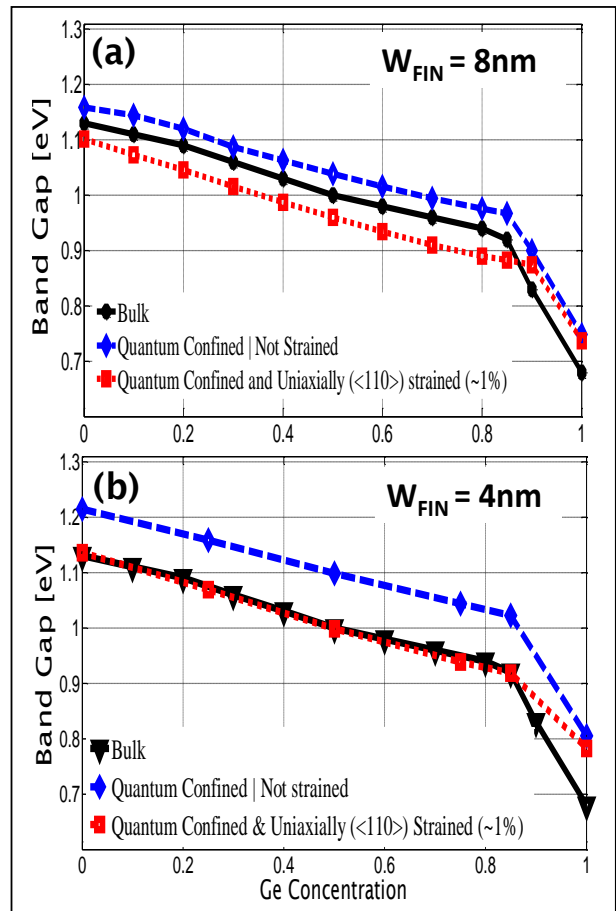 (a)
W_FIN = 8nm
1.3
1.2
1.1
1
0.9
0.8
0.7
Band Gap [eV]
Bulk
Quantum Confined | Not Strained
Quantum Confined and Uniaxially (<110>) strained (~1%)
0
0.2
0.4
0.6
0.8
1
(b)
W_FIN = 4nm
1.3
1.2
1.1
1
0.9
0.8
0.7
Band Gap [eV]
Bulk
Quantum Confined | Not strained
Quantum Confined & Uniaxially (<110>) Strained (~1%)
0
0.2
0.4
0.6
0.8
1
Ge Concentration